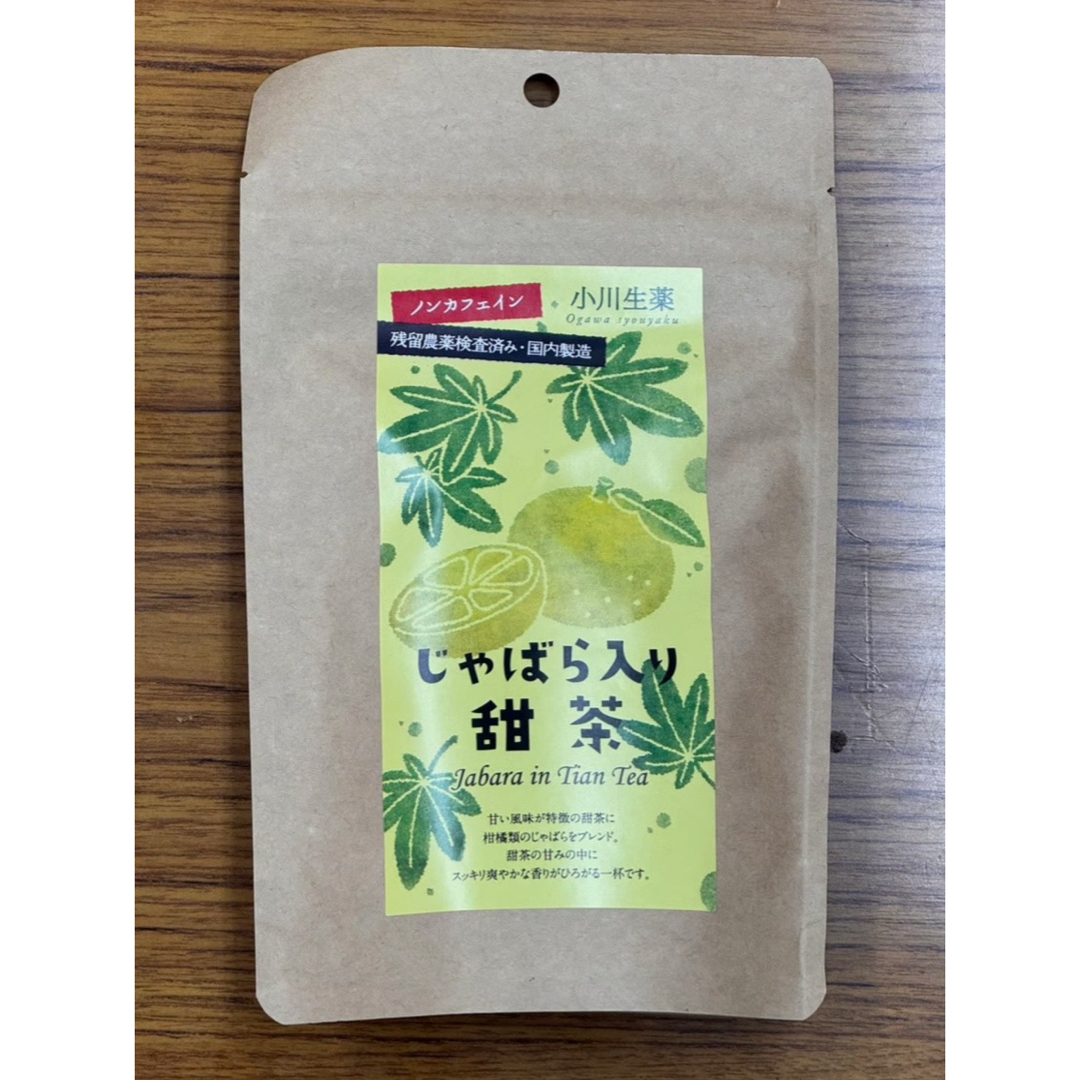 ノンカフェイン
小川生薬
Ogawa syouyaku
残留農薬検査済み・国内製造
じゃばら入り
甜茶
Jabara in Tian Tea
甘い風味が特徴の甜茶に
柑橘類のじゃばらをブレンド。
甜茶の甘みの中に
スッキリ爽やかな香りがひろがる一杯です。